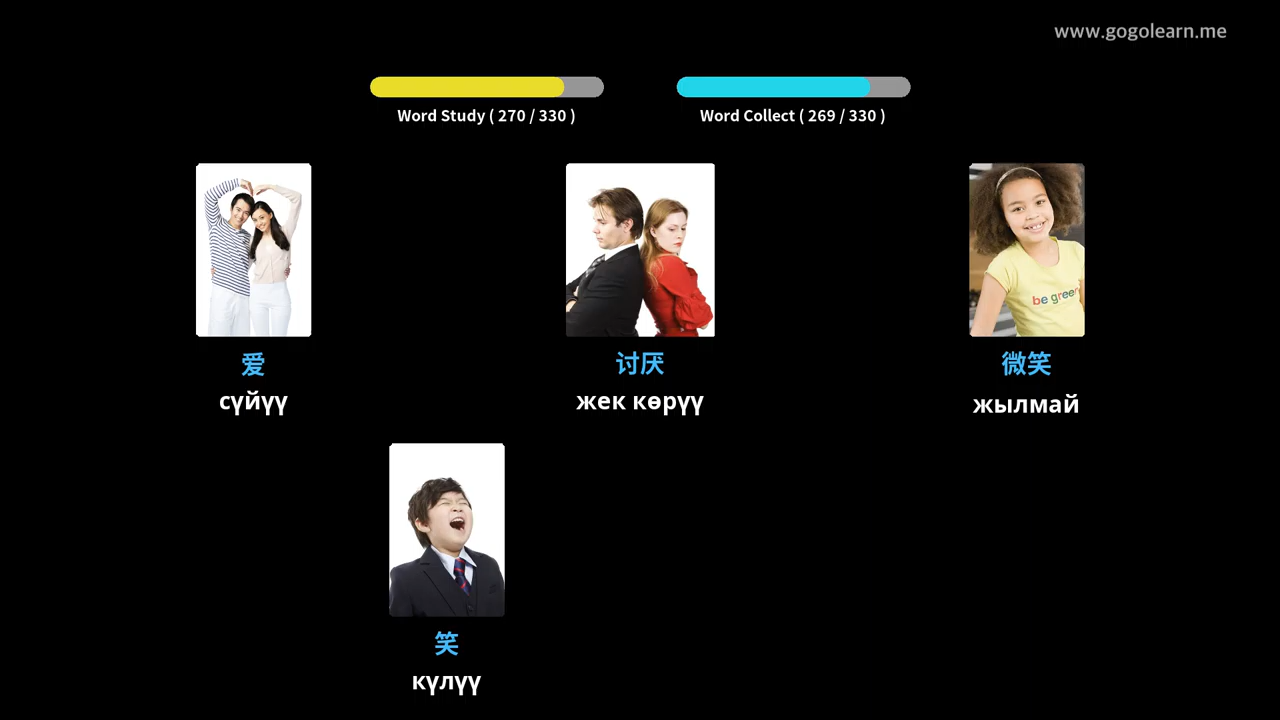 www.gogolearn.me
Word Study ( 270 / 330 )
Word Collect ( 269 / 330 )
be green
爱
сүйүү
讨厌
жек көрүү
微笑
жылмай
笑
күлүү